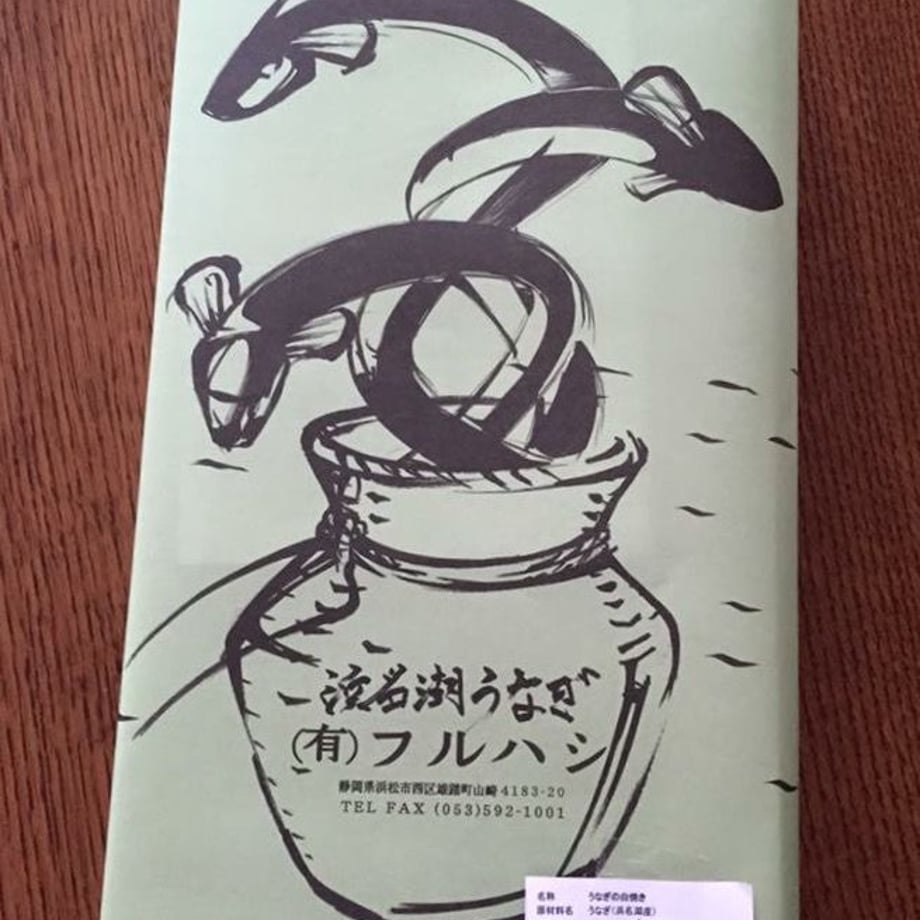 浜名湖うなぎ
(有)フルハシ
静岡県浜松市西区雄踏町山崎4183-20
TEL FAX (053)592-1001
名称 うなぎの白焼き
原材料名 うなぎ(浜名湖産)